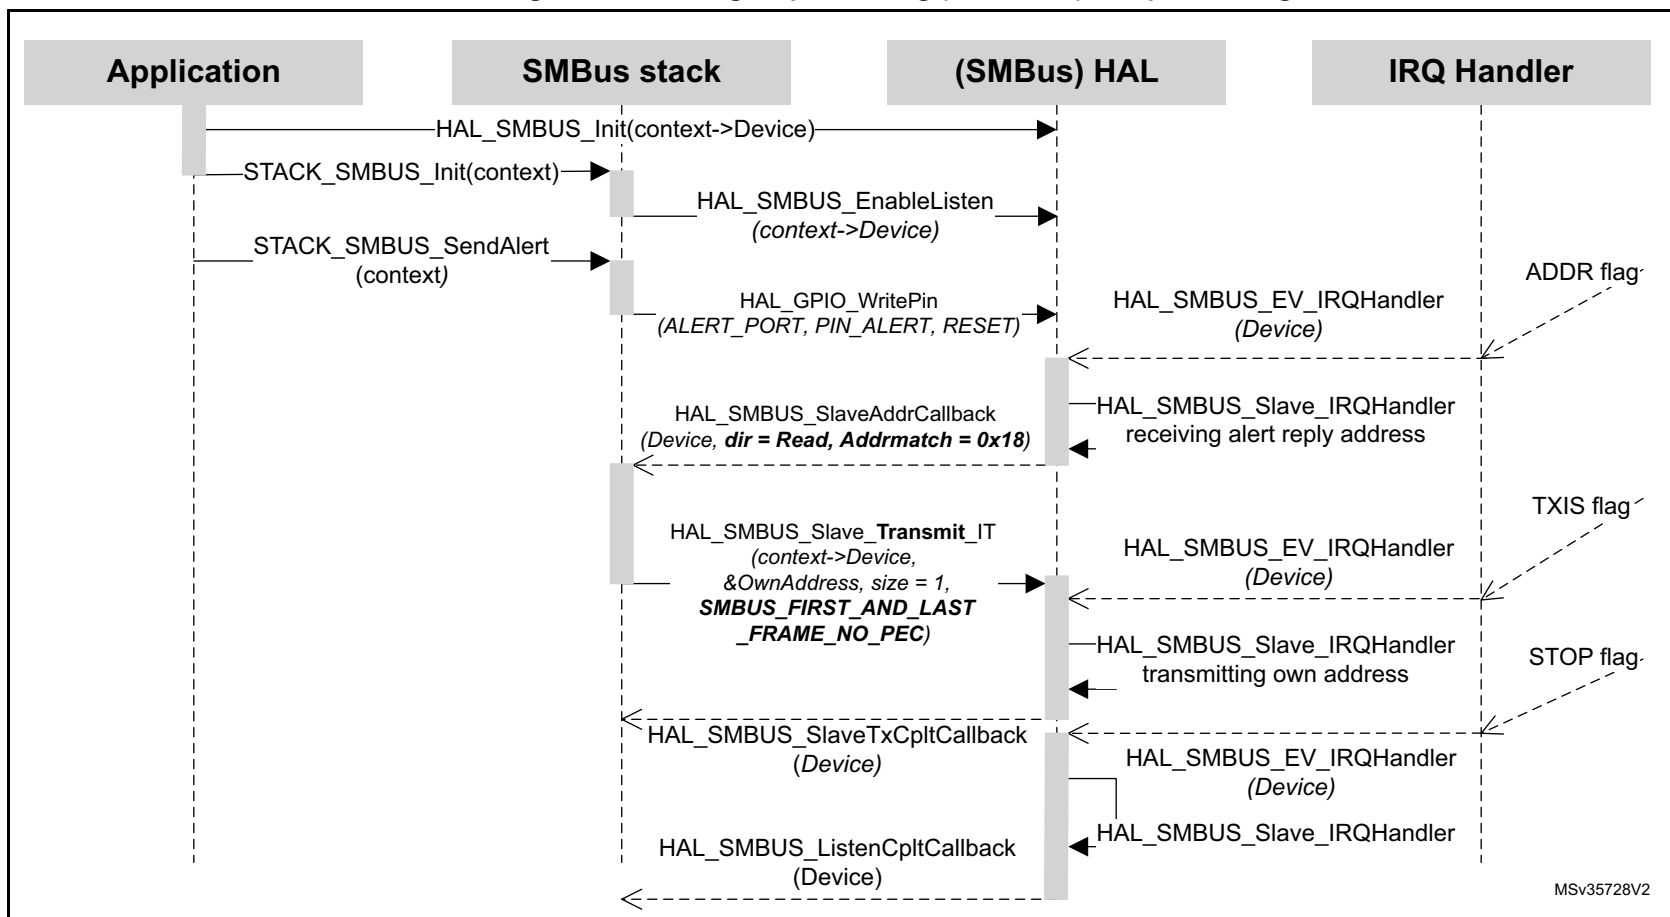 Application
SMBus stack
(SMBus) HAL
IRQ Handler
HAL_SMBUS_Init(context->Device)
STACK_SMBUS_Init(context)
HAL_SMBUS_EnableListen
(context->Device)
STACK_SMBUS_SendAlert
(context)
ADDR flag
HAL_GPIO_WritePin
(ALERT_PORT, PIN_ALERT, RESET)
HAL_SMBUS_EV_IRQHandler
(Device)
HAL_SMBUS_SlaveAddrCallback
(Device, dir = Read, Addrmatch = 0x18)
HAL_SMBUS_Slave_IRQHandler
receiving alert reply address
TXIS flag
HAL_SMBUS_Slave_Transmit_IT
(context->Device,
&OwnAddress, size = 1,
SMBUS_FIRST_AND_LAST
_FRAME_NO_PEC)
HAL_SMBUS_EV_IRQHandler
(Device)
HAL_SMBUS_Slave_IRQHandler
transmitting own address
STOP flag
HAL_SMBUS_SlaveTxCpltCallback
(Device)
HAL_SMBUS_EV_IRQHandler
(Device)
HAL_SMBUS_Slave_IRQHandler
HAL_SMBUS_ListenCpltCallback
(Device)
MSv35728V2